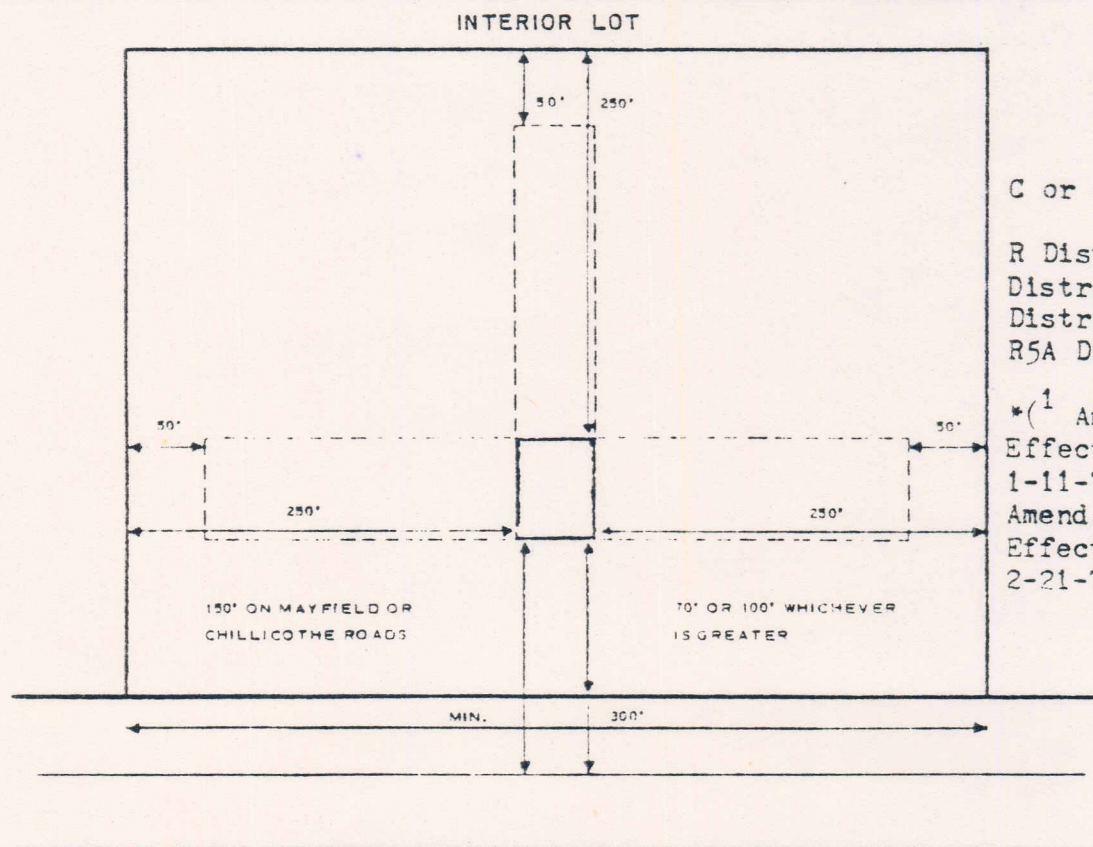 INTERIOR LOT
50' 250'
C or
R Dis
Distr
Distr
R5A D
*(1 A
Effec
1-11-
Amend
Effec
2-21-
50'
50'
250'
250'
150' ON MAYFIELD OR
CHILLICOTHE ROADS
70' OR 100' WHICHEVER
IS GREATER
MIN. 300'